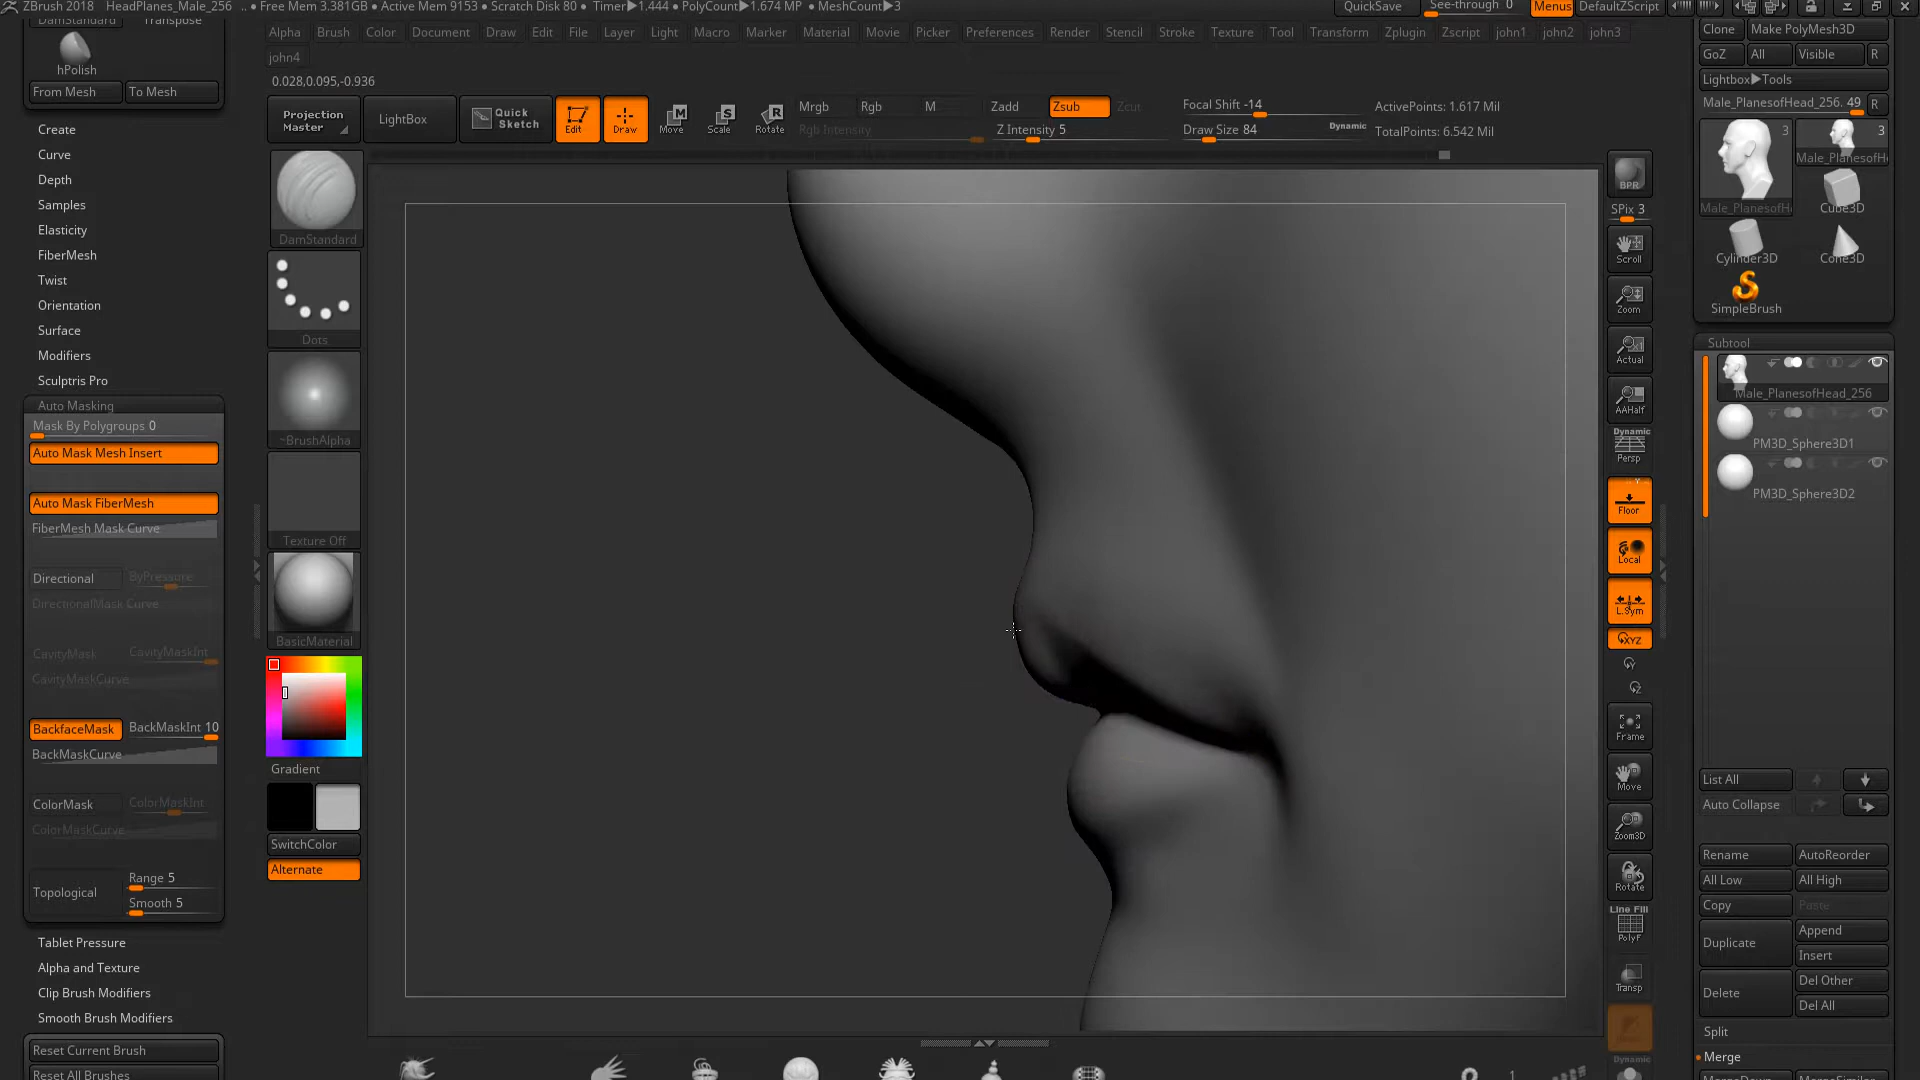 ZBrush 2018 HeadPlanes_Male_256 .. • Free Mem 3.381GB • Active Mem 9153 • Scratch Disk 80 • Timer▶1.444 • PolyCount▶1.674 MP • MeshCount▶3
QuickSave
See-through 0
Menus
DefaultZScript
DamStandard
Transpose
hPolish
From Mesh
To Mesh
Create
Curve
Depth
Samples
Elasticity
FiberMesh
Twist
Orientation
Surface
Modifiers
Sculptris Pro
Auto Masking
Mask By Polygroups 0
Auto Mask Mesh Insert
Auto Mask FiberMesh
FiberMesh Mask Curve
Directional
ByPressure
DirectionalMask Curve
CavityMask
CavityMaskInt
CavityMaskCurve
BackfaceMask
BackMaskInt 10
BackMaskCurve
ColorMask
ColorMaskInt
ColorMaskCurve
Topological
Range 5
Smooth 5
Tablet Pressure
Alpha and Texture
Clip Brush Modifiers
Smooth Brush Modifiers
Reset Current Brush
Reset All Brushes
Alpha Brush Color Document Draw Edit File Layer Light Macro Marker Material Movie Picker Preferences Render Stencil Stroke Texture Tool Transform Zplugin Zscript john1 john2 john3
john4
0.028,0.095,-0.936
Projection
Master
LightBox
Quick
Sketch
Edit
Draw
Move
Scale
Rotate
Mrgb
Rgb
M
Rgb Intensity
Zadd
Zsub
Zcut
Z Intensity 5
Focal Shift -14
Draw Size 84
Dynamic
ActivePoints: 1.617 Mil
TotalPoints: 6.542 Mil
DamStandard
Dots
~BrushAlpha
Texture Off
BasicMaterial
Gradient
SwitchColor
Alternate
BPR
SPix 3
Scroll
Zoom
Actual
AAHalf
Dynamic
Persp
Floor
Local
L.Sym
XYZ
Frame
Move
Zoom3D
Rotate
Line Fill
PolyF
Transp
Dynamic
Clone
Make PolyMesh3D
GoZ
All
Visible
R
Lightbox▶Tools
Male_PlanesofHead_256. 49
R
3
3
Male_PlanesofH
Male_PlanesofHe
Cube3D
Cylinder3D
Cone3D
SimpleBrush
Subtool
Male_PlanesofHead_256
PM3D_Sphere3D1
PM3D_Sphere3D2
List All
Auto Collapse
Rename
AutoReorder
All Low
All High
Copy
Paste
Duplicate
Append
Insert
Delete
Del Other
Del All
Split
Merge
MergeDown
MergeSimilar
1